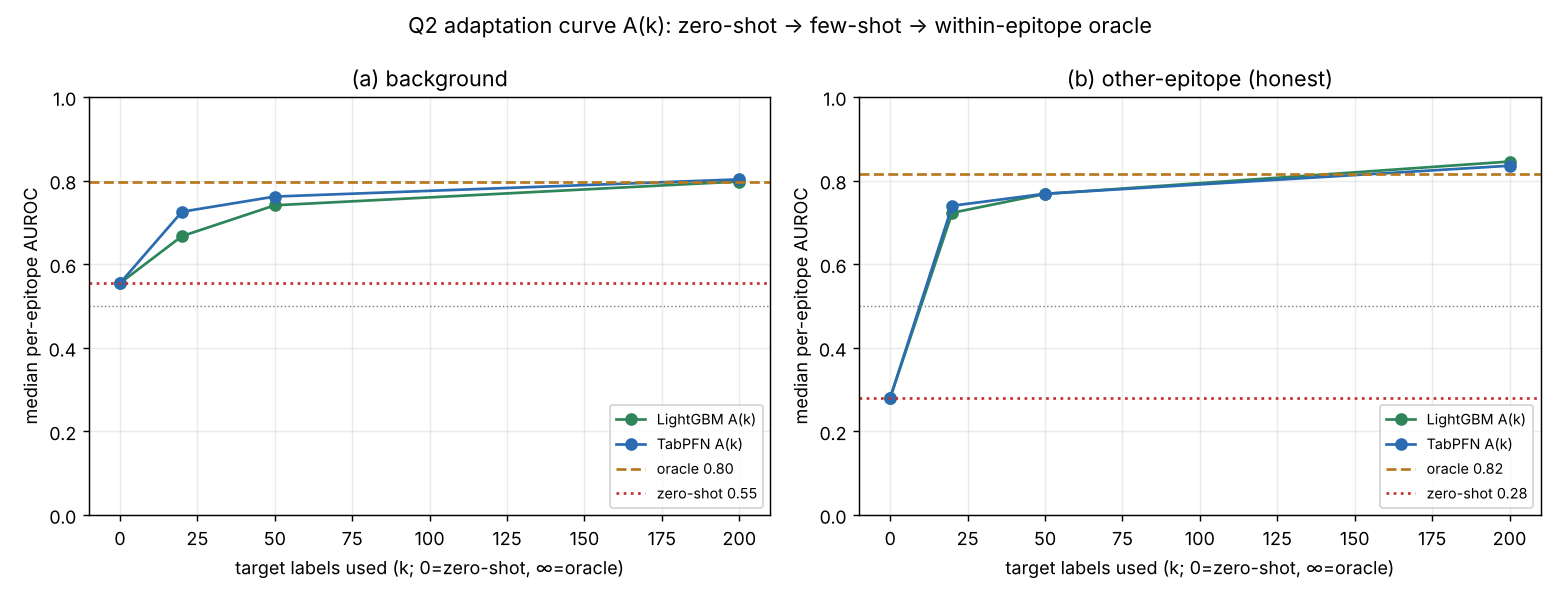 Q2 adaptation curve A(k): zero-shot → few-shot → within-epitope oracle
(a) background
median per-epitope AUROC
1.0
0.8
0.6
0.4
0.2
0.0
0 25 50 75 100 125 150 175 200
target labels used (k; 0=zero-shot, ∞=oracle)
LightGBM A(k)
TabPFN A(k)
oracle 0.80
zero-shot 0.55
(b) other-epitope (honest)
median per-epitope AUROC
1.0
0.8
0.6
0.4
0.2
0.0
0 25 50 75 100 125 150 175 200
target labels used (k; 0=zero-shot, ∞=oracle)
LightGBM A(k)
TabPFN A(k)
oracle 0.82
zero-shot 0.28